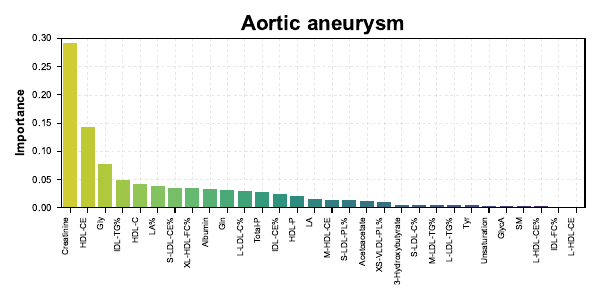 Aortic aneurysm
Importance
0.30
0.25
0.20
0.15
0.10
0.05
0.00
Creatinine
HDL-CE
Gly
IDL-TG%
HDL-C
LA%
S-LDL-CE%
XL-HDL-FC%
Albumin
Gln
L-LDL-C%
Total-P
IDL-CE%
HDL-P
LA
M-HDL-CE
S-LDL-PL%
Acetoacetate
XS-VLDL-PL%
3-Hydroxybutyrate
S-LDL-C%
M-LDL-TG%
L-LDL-TG%
Tyr
Unsaturation
GlycA
SM
L-HDL-CE%
IDL-FC%
L-HDL-CE